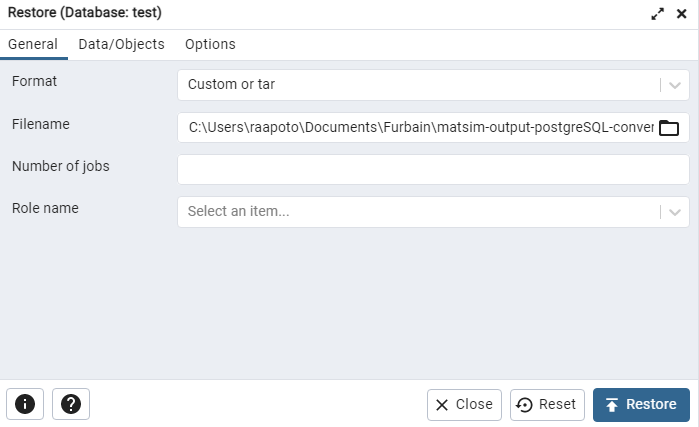 Restore (Database: test)
General Data/Objects Options
Format Custom or tar
Filename C:\Users\raapoto\Documents\Furbain\matsim-output-postgreSQL-conver
Number of jobs
Role name Select an item...
Close Reset Restore